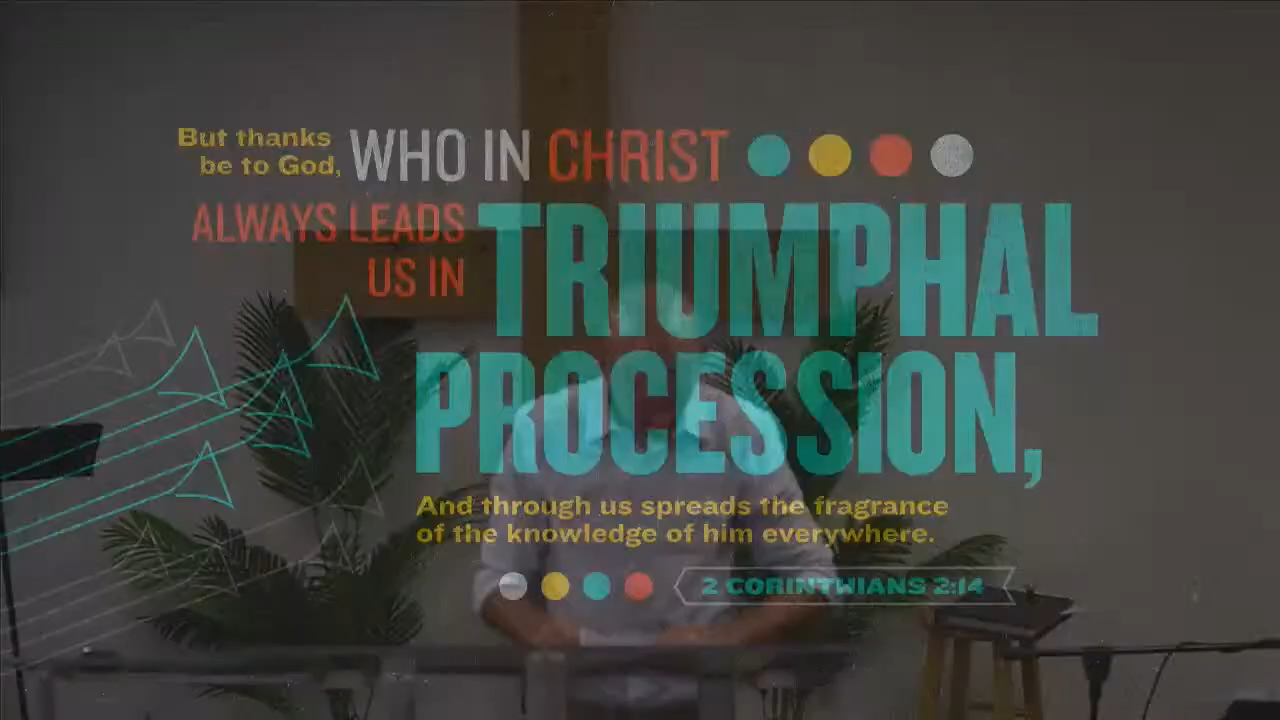 But thanks
be to God,
WHO IN CHRIST
ALWAYS LEADS
US IN
TRIUMPHAL
PROCESSION,
And through us spreads the fragrance
of the knowledge of him everywhere.
2 CORINTHIANS 2:14